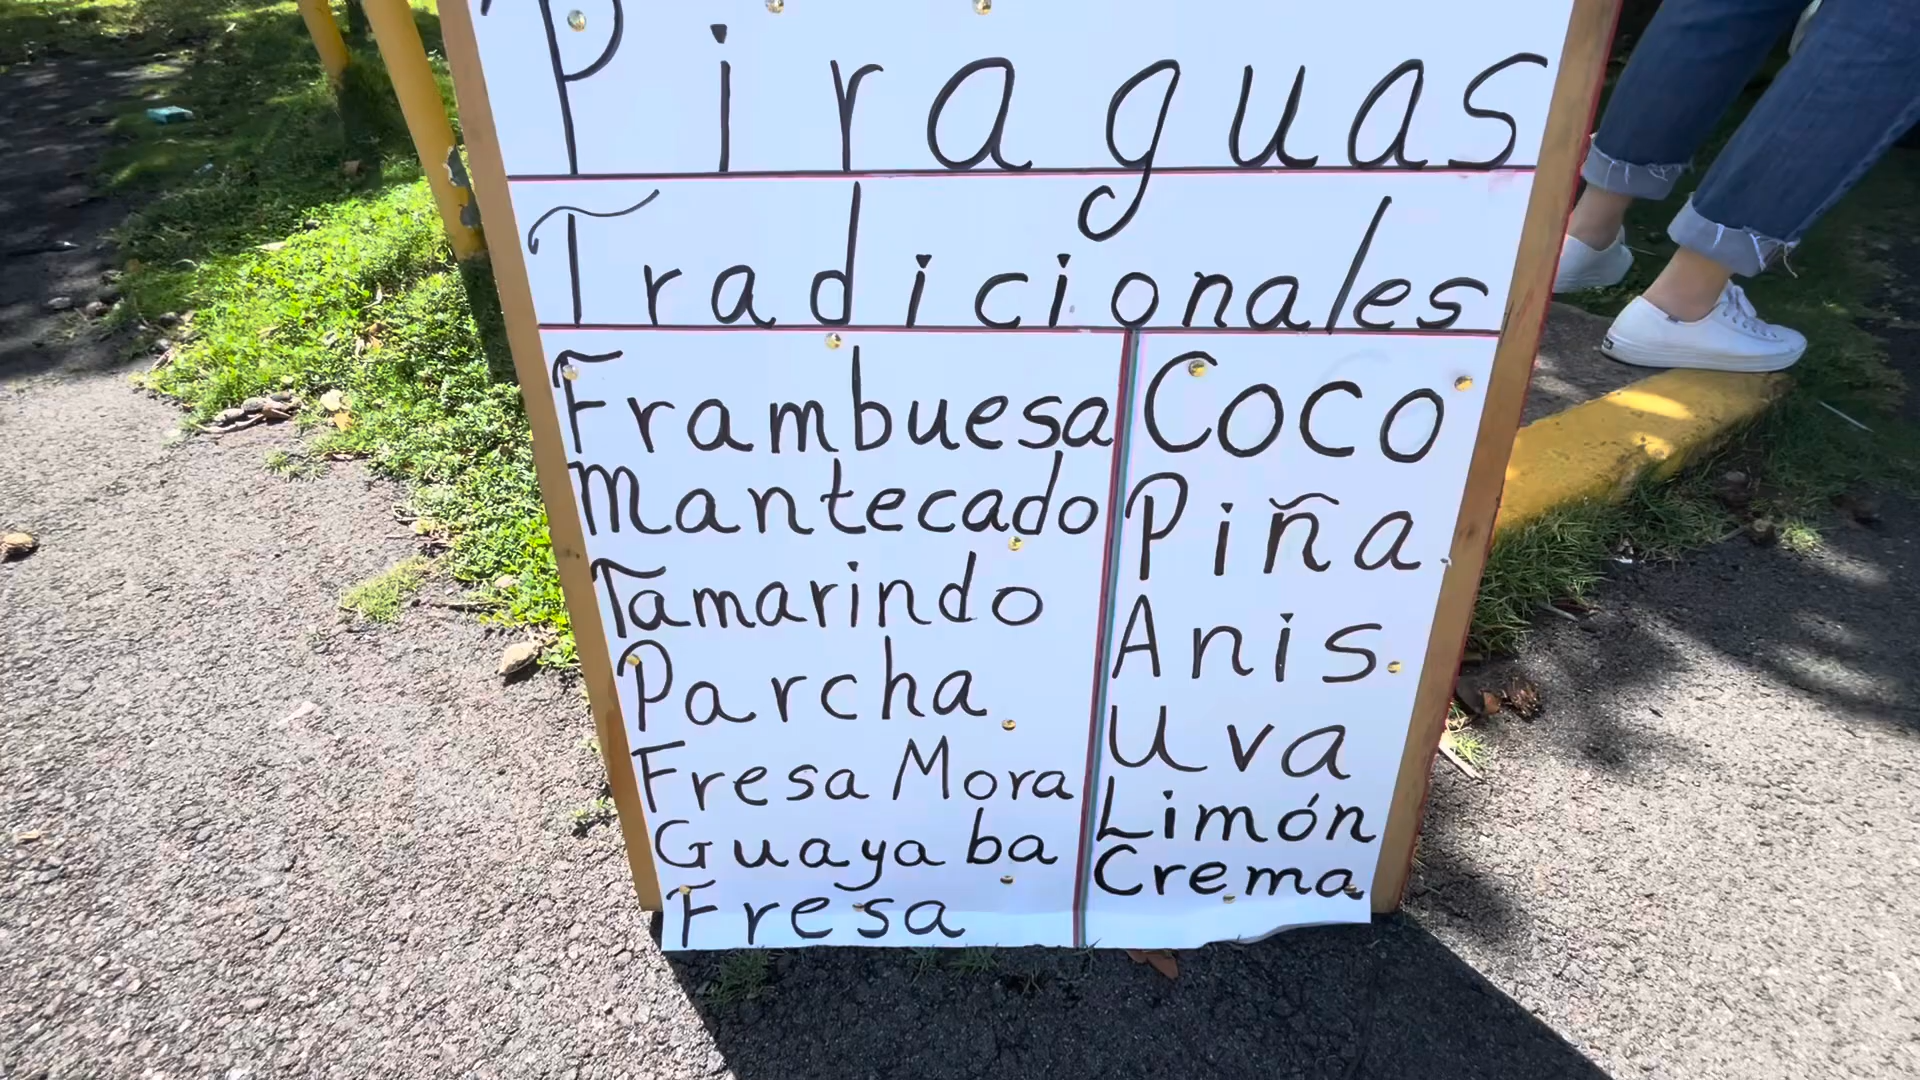 Piraguas
Tradicionales
Frambuesa
Mantecado
Tamarindo
Parcha
Fresa Mora
Guayaba
Fresa
Coco
Piña
Anis
Uva
Limón
Crema